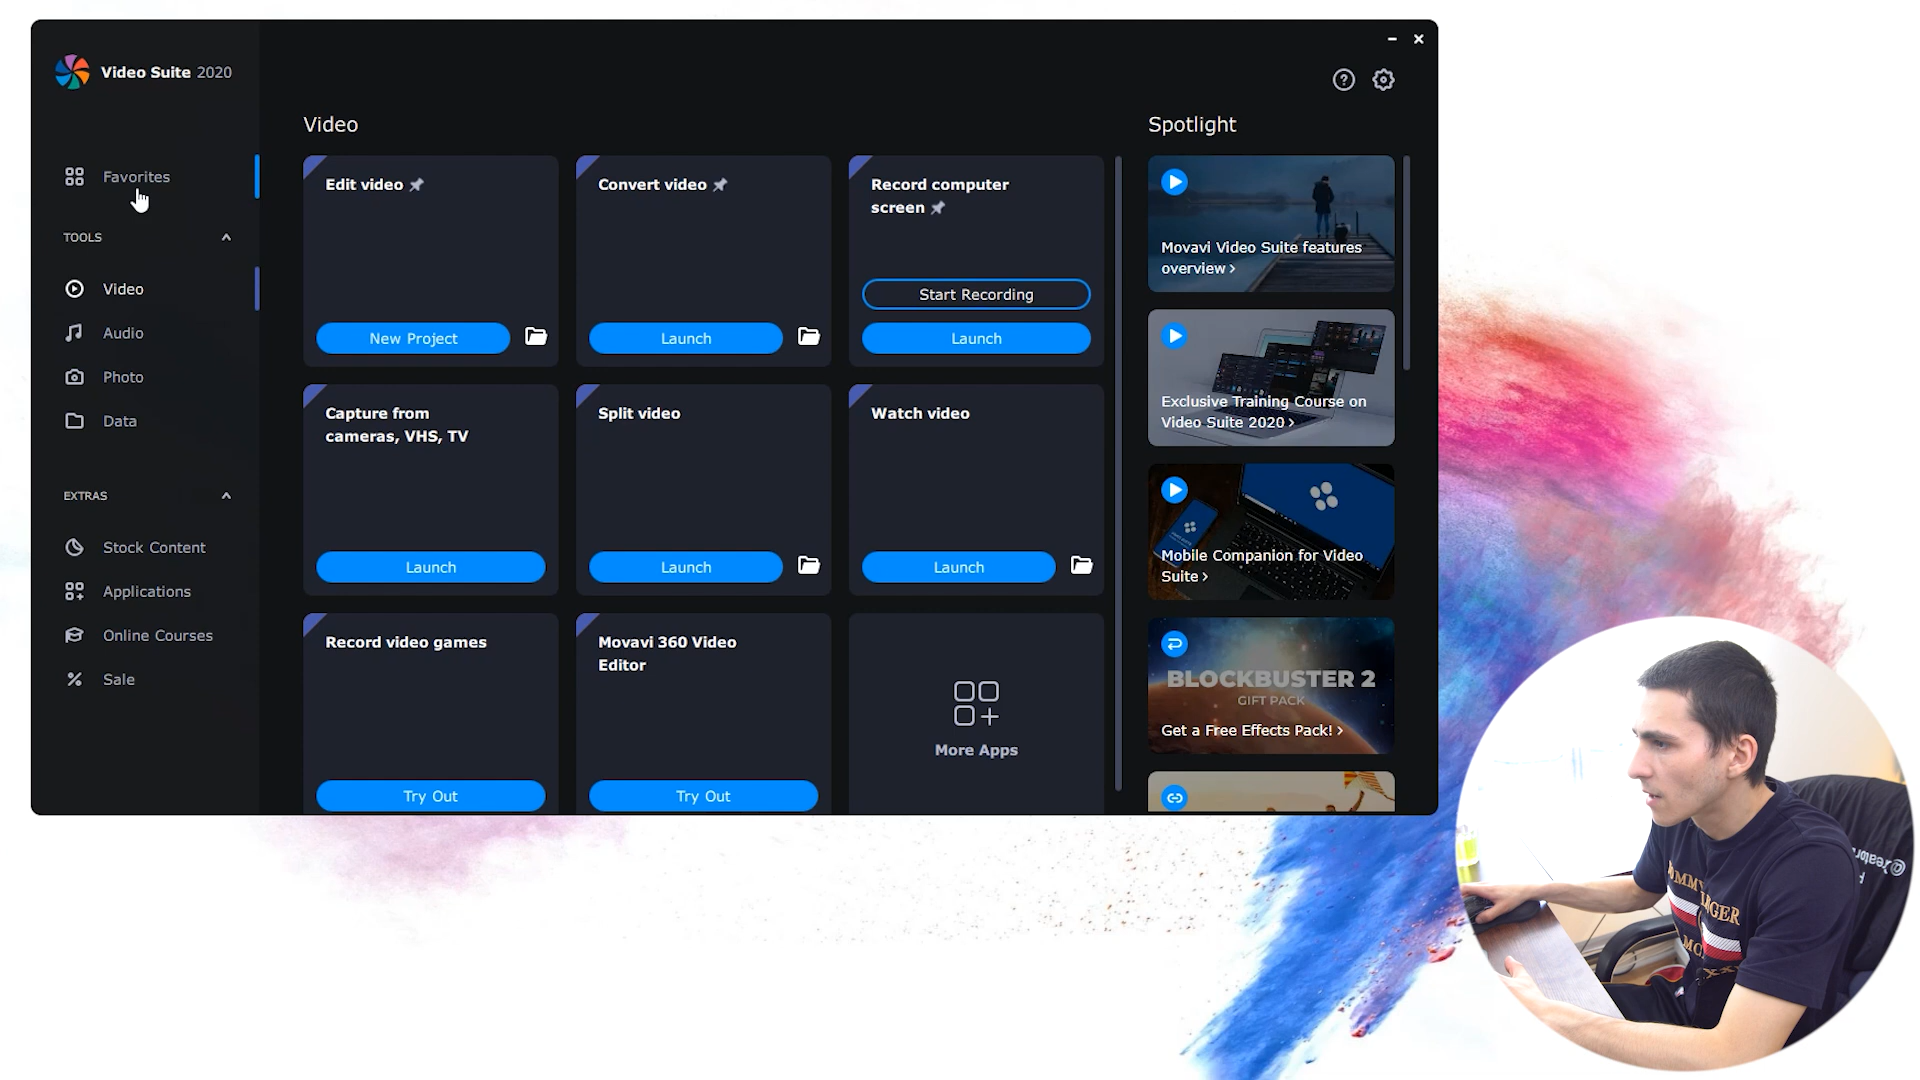 Video Suite 2020
Favorites
TOOLS
Video
Audio
Photo
Data
EXTRAS
Stock Content
Applications
Online Courses
Sale
Video
Edit video
New Project
Convert video
Launch
Record computer
screen
Start Recording
Launch
Capture from
cameras, VHS, TV
Launch
Split video
Launch
Watch video
Launch
Record video games
Try Out
Movavi 360 Video
Editor
Try Out
More Apps
Spotlight
Movavi Video Suite features
overview ›
Exclusive Training Course on
Video Suite 2020 ›
Mobile Companion for Video
Suite ›
BLOCKBUSTER 2
GIFT PACK
Get a Free Effects Pack! ›